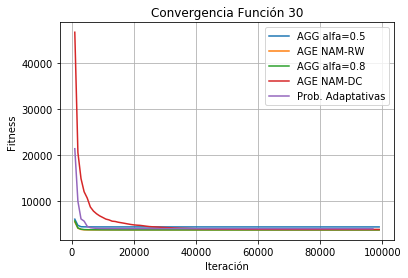 Convergencia Función 30
AGG alfa=0.5
AGE NAM-RW
AGG alfa=0.8
AGE NAM-DC
Prob. Adaptativas
Fitness
40000
30000
20000
10000
0 20000 40000 60000 80000 100000
Iteración